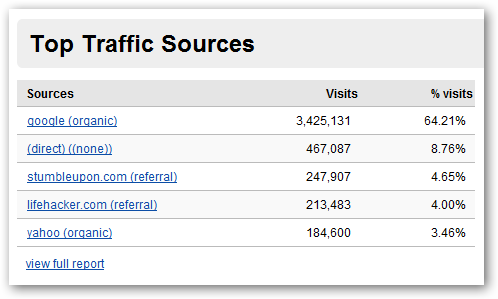 Top Traffic Sources
Sources Visits % visits
google (organic) 3,425,131 64.21%
(direct) ((none)) 467,087 8.76%
stumbleupon.com (referral) 247,907 4.65%
lifehacker.com (referral) 213,483 4.00%
yahoo (organic) 184,600 3.46%
view full report